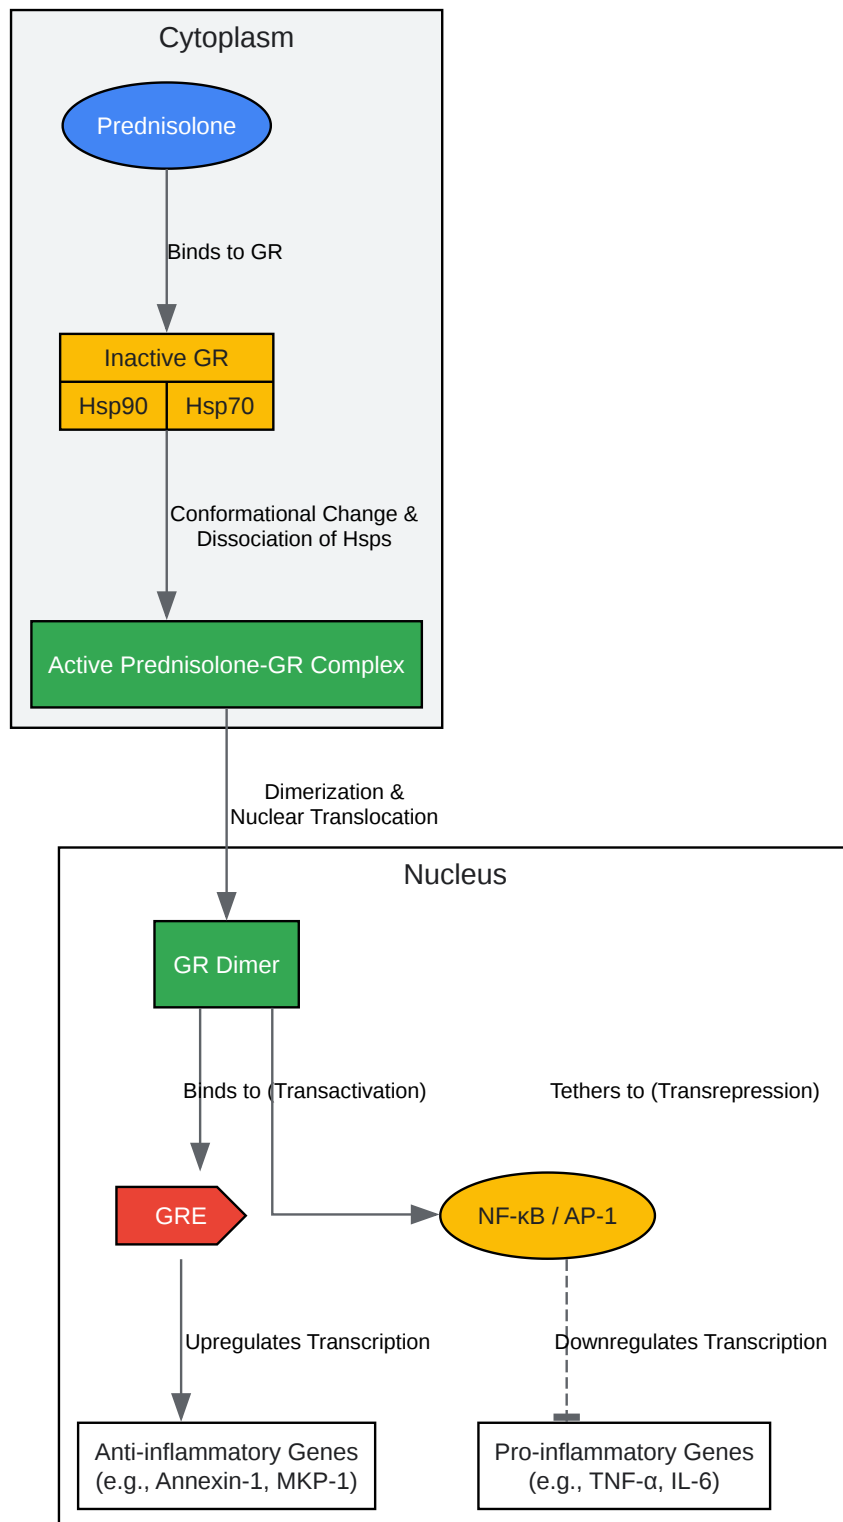 Cytoplasm
Prednisolone
Binds to GR
Inactive GR
Hsp90
Hsp70
Conformational Change &
Dissociation of Hsps
Active Prednisolone-GR Complex
Dimerization &
Nuclear Translocation
Nucleus
GR Dimer
Binds to (Transactivation)
Tethers to (Transrepression)
GRE
NF-κB / AP-1
Upregulates Transcription
Downregulates Transcription
Anti-inflammatory Genes
(e.g., Annexin-1, MKP-1)
Pro-inflammatory Genes
(e.g., TNF-α, IL-6)